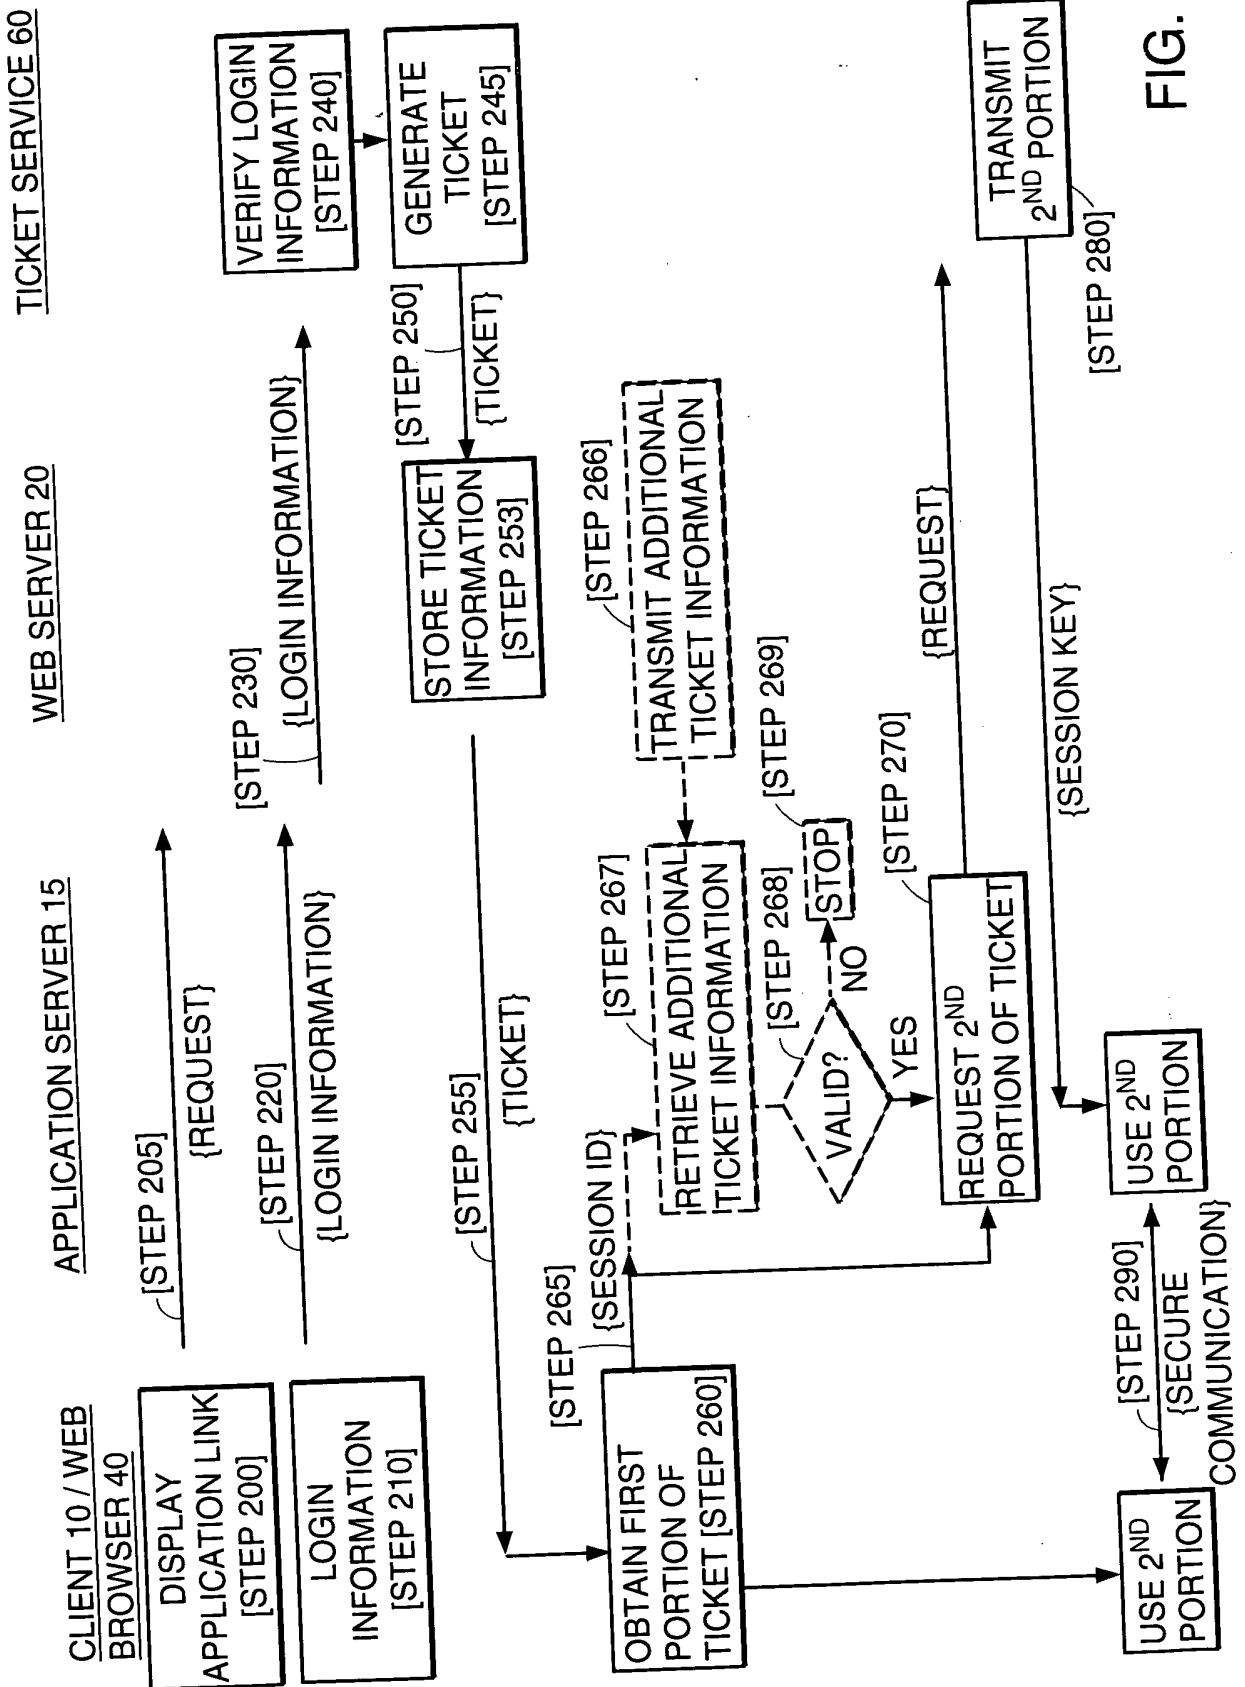 CLIENT 10 / WEB
BROWSER 40
APPLICATION SERVER 15
WEB SERVER 20
TICKET SERVICE 60
DISPLAY
APPLICATION LINK
[STEP 200]
[STEP 205]
{REQUEST}
LOGIN
INFORMATION
[STEP 210]
[STEP 220]
{LOGIN INFORMATION}
[STEP 230]
{LOGIN INFORMATION}
VERIFY LOGIN
INFORMATION
[STEP 240]
GENERATE
TICKET
[STEP 245]
[STEP 250]
{TICKET}
STORE TICKET
INFORMATION
[STEP 253]
[STEP 255]
{TICKET}
OBTAIN FIRST
PORTION OF
TICKET [STEP 260]
[STEP 265]
{SESSION ID}
[STEP 266]
TRANSMIT ADDITIONAL
TICKET INFORMATION
[STEP 267]
RETRIEVE ADDITIONAL
TICKET INFORMATION
[STEP 268]
VALID?
NO
[STEP 269]
STOP
YES
[STEP 270]
REQUEST 2ND
PORTION OF TICKET
{REQUEST}
TRANSMIT
2ND PORTION
[STEP 280]
{SESSION KEY}
USE 2ND
PORTION
[STEP 290]
{SECURE
COMMUNICATION}
USE 2ND
PORTION
FIG.